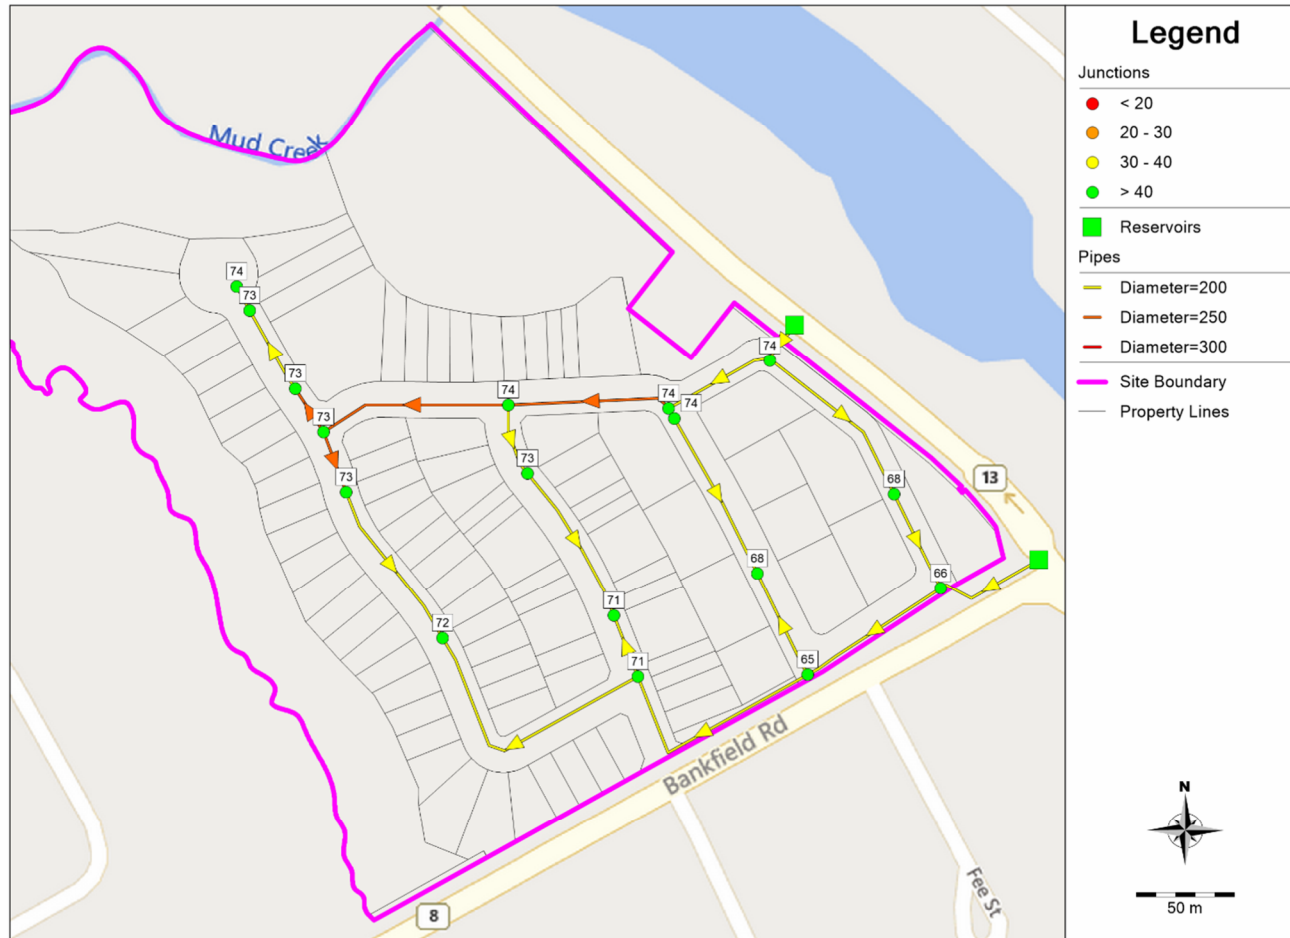 Legend
Junctions
< 20
20 - 30
30 - 40
> 40
Reservoirs
Pipes
Diameter=200
Diameter=250
Diameter=300
Site Boundary
Property Lines
Mud Creek
74
73
73
73
73
74
74
74
74
73
68
13
68
66
71
72
71
65
Bankfield Rd
Fee St
8
N
50 m